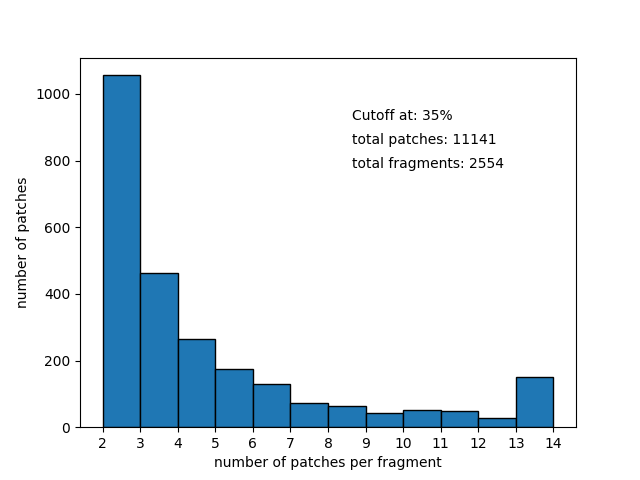 Cutoff at: 35%
total patches: 11141
total fragments: 2554
number of patches
1000
800
600
400
200
0
2 3 4 5 6 7 8 9 10 11 12 13 14
number of patches per fragment